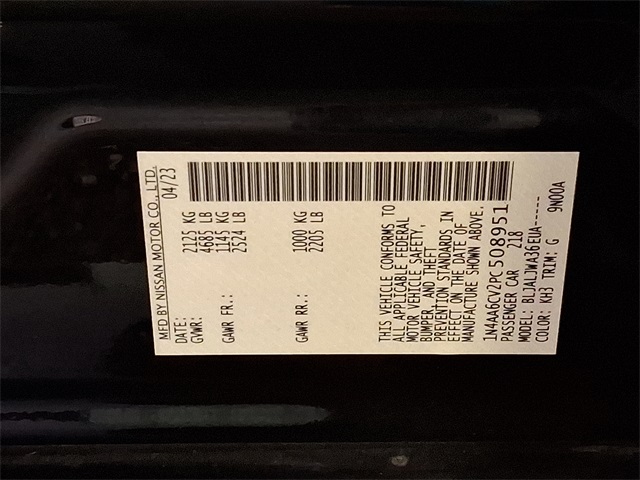 MFD BY NISSAN MOTOR CO., LTD.
DATE: 04/23
GVWR: 2125 KG
4685 LB
GAWR FR.: 1145 KG
2524 LB
GAWR RR.: 1000 KG
2205 LB
THIS VEHICLE CONFORMS TO
ALL APPLICABLE FEDERAL
MOTOR VEHICLE SAFETY,
BUMPER, AND THEFT
PREVENTION STANDARDS IN
EFFECT ON THE DATE OF
MANUFACTURE SHOWN ABOVE.
1N4AA6CV2PC508951
PASSENGER CAR 218
MODEL: BLJALJWA36EUA-----
COLOR: KH3 TRIM: G 9N00A